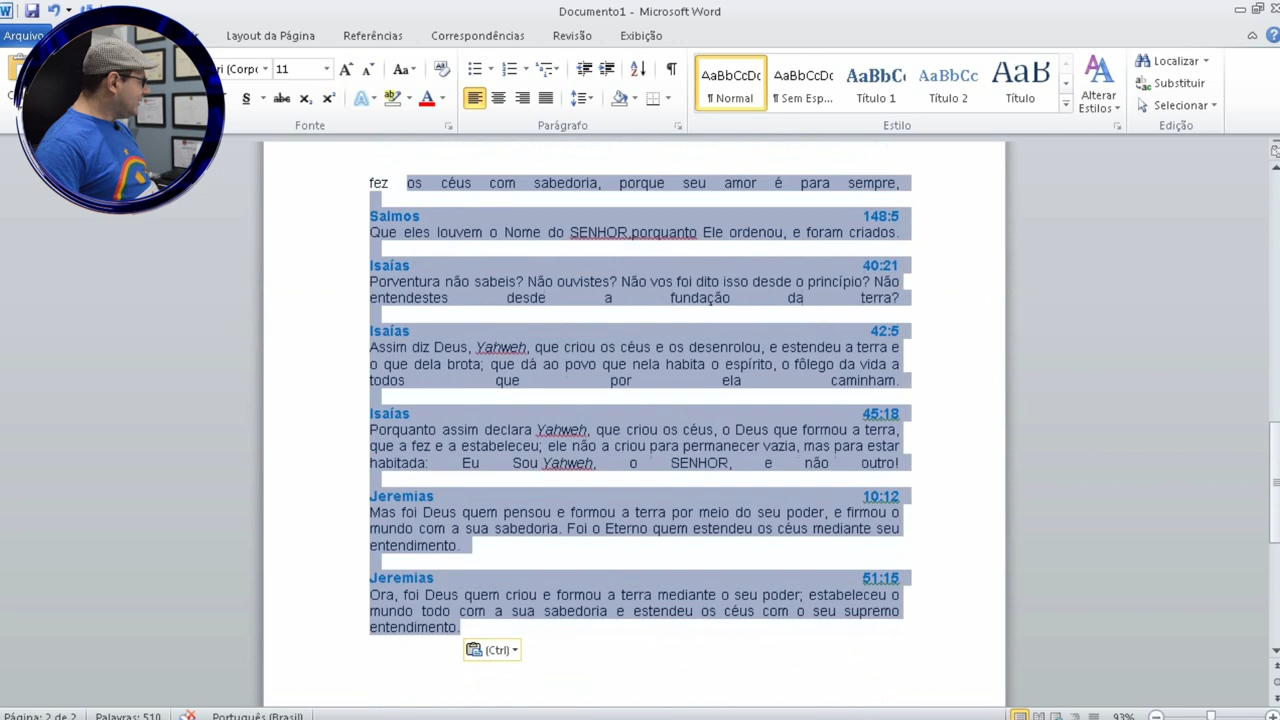 Documento1 - Microsoft Word
Arquivo Layout da Página Referências Correspondências Revisão Exibição
11 Aa AaBbCcDc AaBbCcDc AaBbCc AaBbCc AaB Localizar
Substituir
¶ Normal ¶ Sem Esp... Título 1 Título 2 Título Alterar Estilos Selecionar
Fonte Parágrafo Estilo Edição
fez os céus com sabedoria, porque seu amor é para sempre,
Salmos 148:5
Que eles louvem o Nome do SENHOR,porquanto Ele ordenou, e foram criados.
Isaías 40:21
Porventura não sabeis? Não ouvistes? Não vos foi dito isso desde o princípio? Não
entendestes desde a fundação da terra?
Isaías 42:5
Assim diz Deus, Yahweh, que criou os céus e os desenrolou, e estendeu a terra e
o que dela brota; que dá ao povo que nela habita o espírito, o fôlego da vida a
todos que por ela caminham.
Isaías 45:18
Porquanto assim declara Yahweh, que criou os céus, o Deus que formou a terra,
que a fez e a estabeleceu; ele não a criou para permanecer vazia, mas para estar
habitada: Eu Sou Yahweh, o SENHOR, e não outro!
Jeremias 10:12
Mas foi Deus quem pensou e formou a terra por meio do seu poder, e firmou o
mundo com a sua sabedoria. Foi o Eterno quem estendeu os céus mediante seu
entendimento.
Jeremias 51:15
Ora, foi Deus quem criou e formou a terra mediante o seu poder; estabeleceu o
mundo todo com a sua sabedoria e estendeu os céus com o seu supremo
entendimento.
(Ctrl)
Página: 2 de 2 Palavras: 510 Português (Brasil) 93%